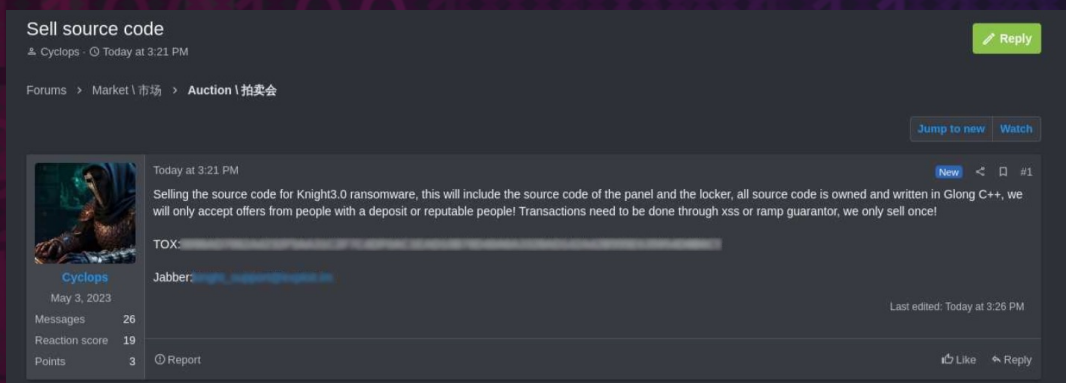 Sell source code
Cyclops · Today at 3:21 PM
Reply
Forums > Market \ 市场 > Auction \ 拍卖会
Jump to new Watch
Today at 3:21 PM
New #1
Selling the source code for Knight3.0 ransomware, this will include the source code of the panel and the locker, all source code is owned and written in Glong C++, we
will only accept offers from people with a deposit or reputable people! Transactions need to be done through xss or ramp guarantor, we only sell once!
TOX:
Jabber:
Last edited: Today at 3:26 PM
Cyclops
May 3, 2023
Messages 26
Reaction score 19
Points 3
Report
Like Reply